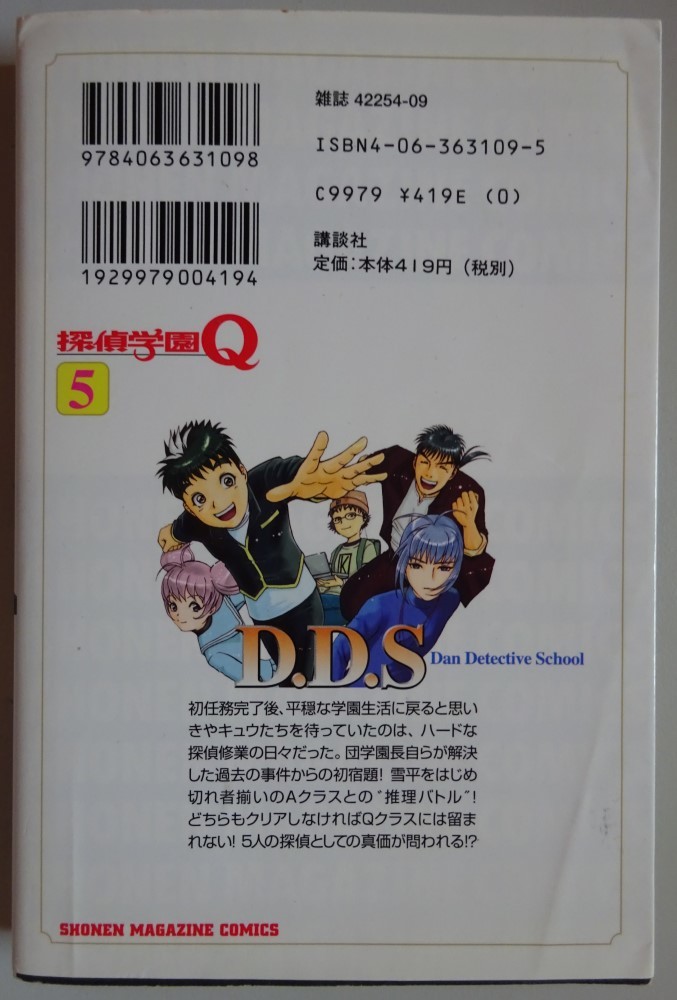 雑誌 42254-09
9784063631098
ISBN4-06-363109-5
C9979 ¥419E (0)
1929979004194
講談社
定価:本体419円(税別)
探偵学園Q
5
D.D.S Dan Detective School
初任務完了後、平穏な学園生活に戻ると思い
きやキュウたちを待っていたのは、ハードな
探偵修業の日々だった。団学園長自らが解決
した過去の事件からの初宿題! 雪平をはじめ
切れ者揃いのAクラスとの〝推理バトル〟!
どちらもクリアしなければQクラスには留ま
れない! 5人の探偵としての真価が問われる!?
SHONEN MAGAZINE COMICS